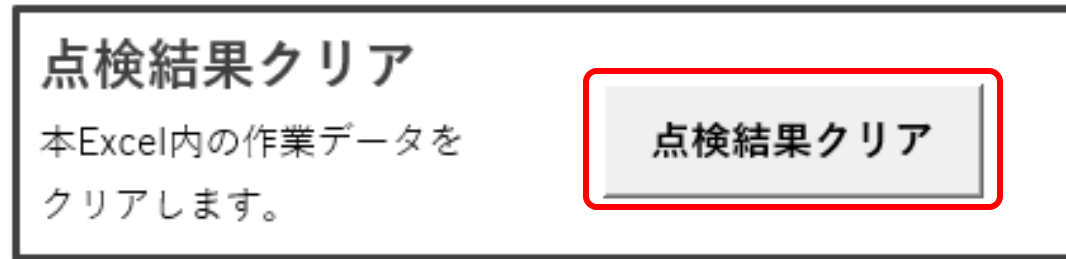 点検結果クリア
本Excel内の作業データを
クリアします。
点検結果クリア